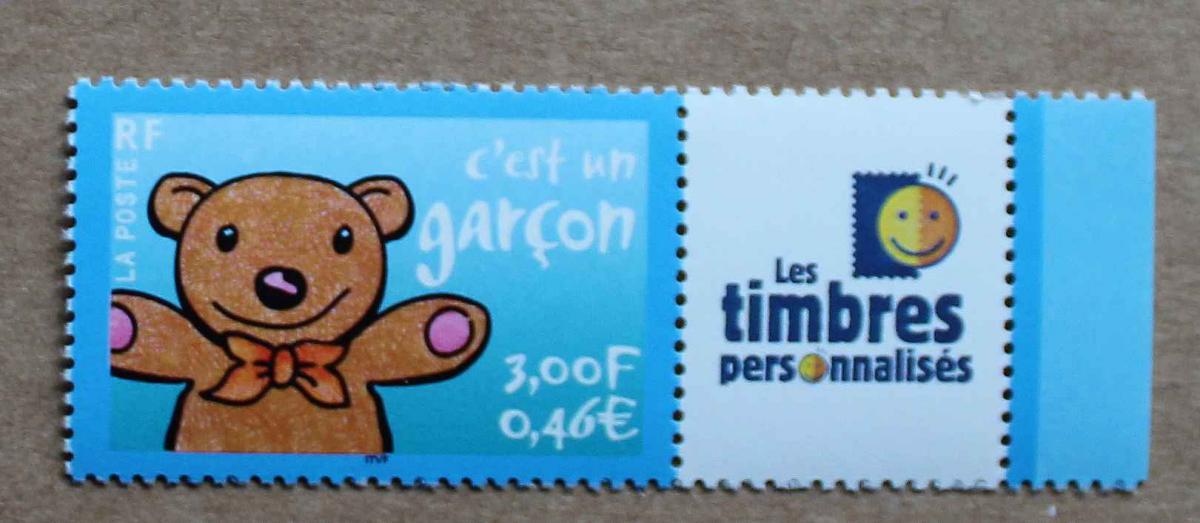 RF
LA POSTE
c'est un
garçon
3,00F
0,46€
Les
timbres
personnalisés